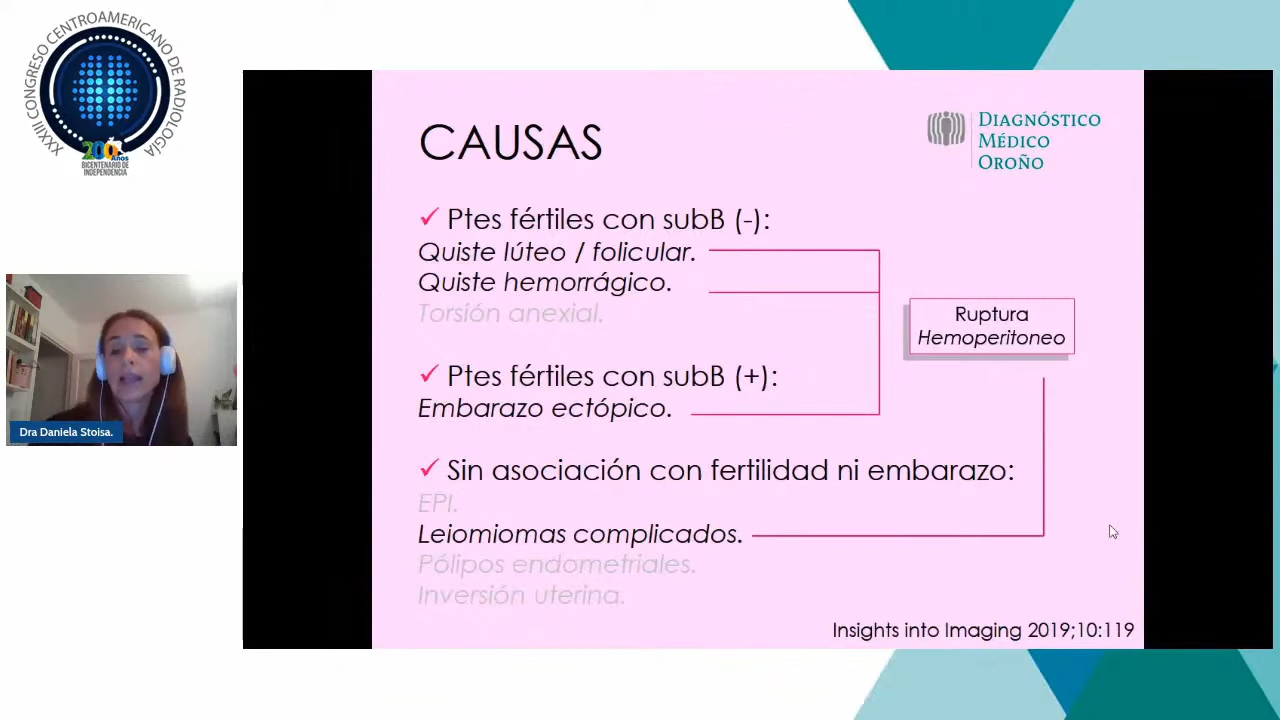 XXXIII CONGRESO CENTROAMERICANO DE RADIOLOGÍA
200 Años
BICENTENARIO DE
INDEPENDENCIA
Dra Daniela Stoisa.
DIAGNÓSTICO
MÉDICO
OROÑO
CAUSAS
✓ Ptes fértiles con subB (-):
Quiste lúteo / folicular.
Quiste hemorrágico.
Torsión anexial.
✓ Ptes fértiles con subB (+):
Embarazo ectópico.
✓ Sin asociación con fertilidad ni embarazo:
EPI.
Leiomiomas complicados.
Pólipos endometriales.
Inversión uterina.
Ruptura
Hemoperitoneo
Insights into Imaging 2019;10:119